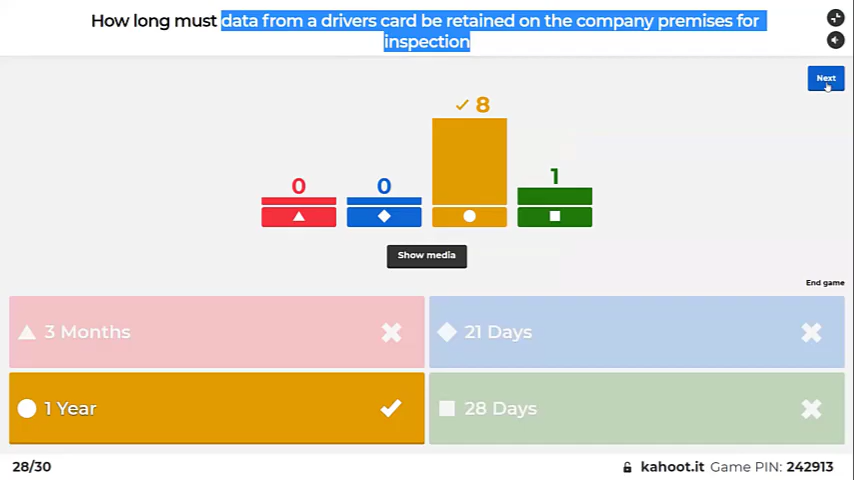 How long must data from a drivers card be retained on the company premises for
inspection
Next
✓ 8
0
0
1
Show media
End game
3 Months
21 Days
1 Year
28 Days
28/30
kahoot.it Game PIN: 242913